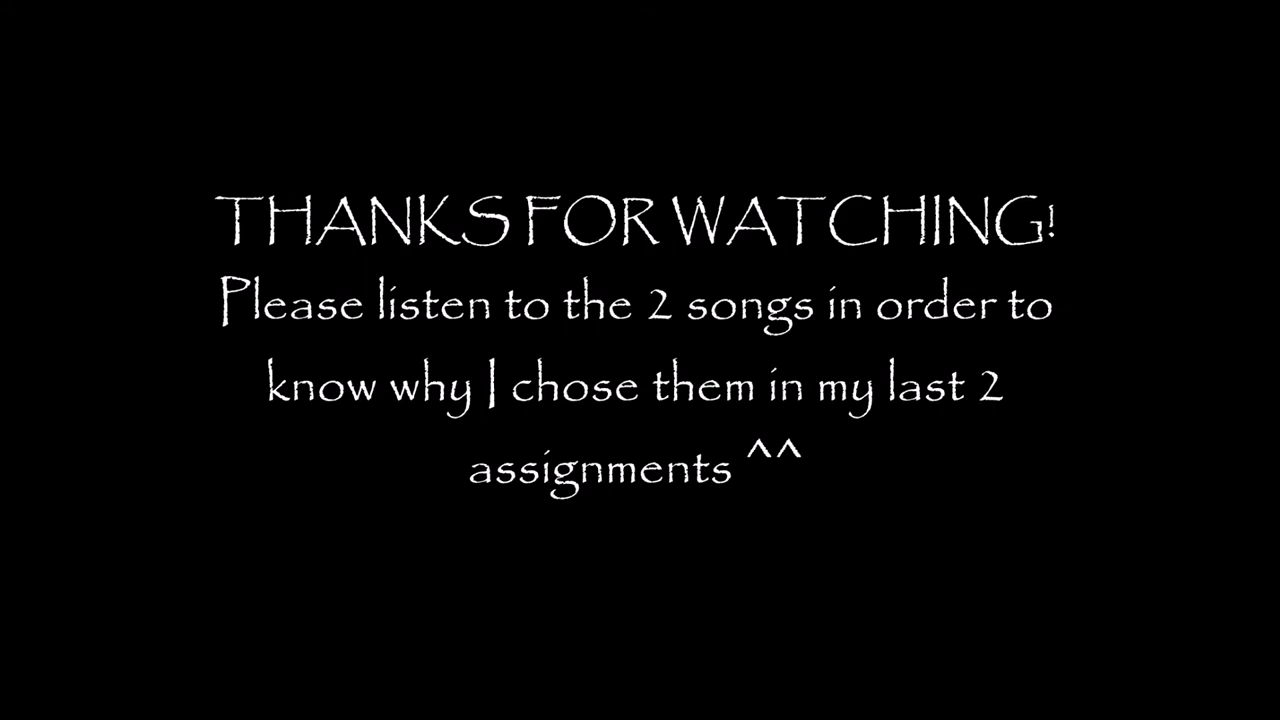 THANKS FOR WATCHING!
Please listen to the 2 songs in order to
know why I chose them in my last 2
assignments ^^